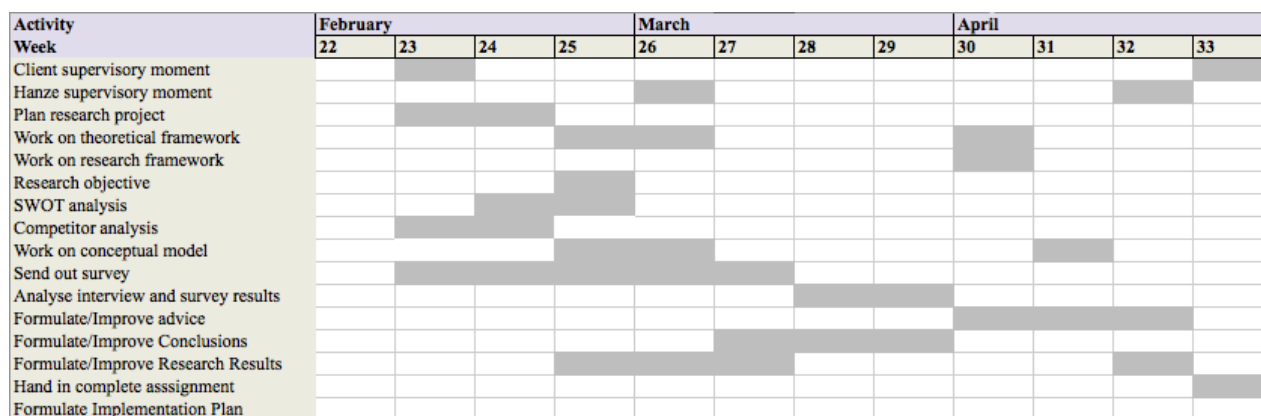 Activity February March April
Week 22 23 24 25 26 27 28 29 30 31 32 33
Client supervisory moment
Hanze supervisory moment
Plan research project
Work on theoretical framework
Work on research framework
Research objective
SWOT analysis
Competitor analysis
Work on conceptual model
Send out survey
Analyse interview and survey results
Formulate/Improve advice
Formulate/Improve Conclusions
Formulate/Improve Research Results
Hand in complete asssignment
Formulate Implementation Plan